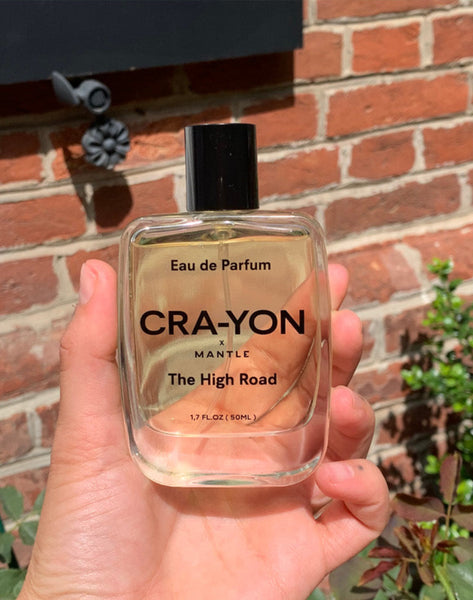 Eau de Parfum
CRA-YON
x
MANTLE
The High Road
1,7 FL.OZ ( 50ML )